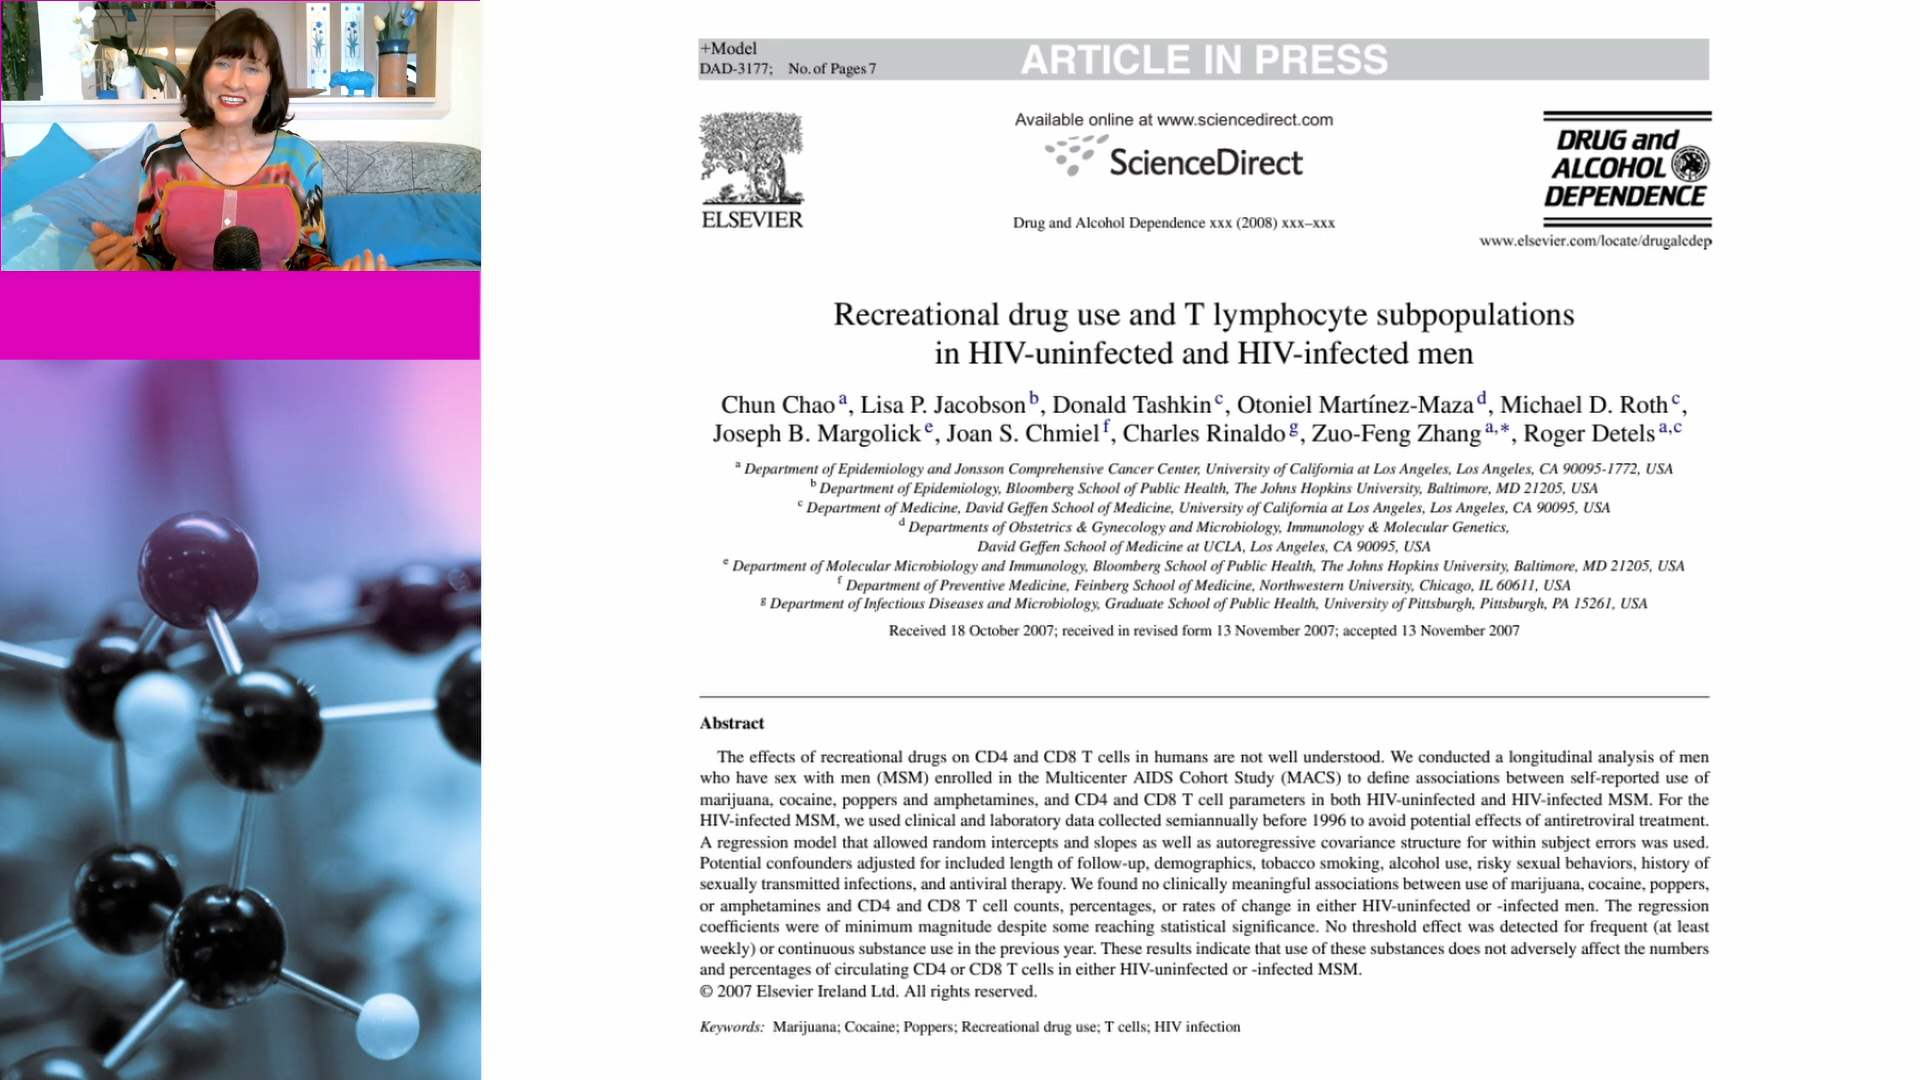 +Model
DAD-3177; No. of Pages 7
ARTICLE IN PRESS
ELSEVIER
Available online at www.sciencedirect.com
ScienceDirect
Drug and Alcohol Dependence xxx (2008) xxx–xxx
DRUG and
ALCOHOL
DEPENDENCE
www.elsevier.com/locate/drugalcdep
Recreational drug use and T lymphocyte subpopulations
in HIV-uninfected and HIV-infected men
Chun Chao a, Lisa P. Jacobson b, Donald Tashkin c, Otoniel Martínez-Maza d, Michael D. Roth c,
Joseph B. Margolick e, Joan S. Chmiel f, Charles Rinaldo g, Zuo-Feng Zhang a,*, Roger Detels a,c
a Department of Epidemiology and Jonsson Comprehensive Cancer Center, University of California at Los Angeles, Los Angeles, CA 90095-1772, USA
b Department of Epidemiology, Bloomberg School of Public Health, The Johns Hopkins University, Baltimore, MD 21205, USA
c Department of Medicine, David Geffen School of Medicine, University of California at Los Angeles, Los Angeles, CA 90095, USA
d Departments of Obstetrics & Gynecology and Microbiology, Immunology & Molecular Genetics,
David Geffen School of Medicine at UCLA, Los Angeles, CA 90095, USA
e Department of Molecular Microbiology and Immunology, Bloomberg School of Public Health, The Johns Hopkins University, Baltimore, MD 21205, USA
f Department of Preventive Medicine, Feinberg School of Medicine, Northwestern University, Chicago, IL 60611, USA
g Department of Infectious Diseases and Microbiology, Graduate School of Public Health, University of Pittsburgh, Pittsburgh, PA 15261, USA
Received 18 October 2007; received in revised form 13 November 2007; accepted 13 November 2007
Abstract
The effects of recreational drugs on CD4 and CD8 T cells in humans are not well understood. We conducted a longitudinal analysis of men
who have sex with men (MSM) enrolled in the Multicenter AIDS Cohort Study (MACS) to define associations between self-reported use of
marijuana, cocaine, poppers and amphetamines, and CD4 and CD8 T cell parameters in both HIV-uninfected and HIV-infected MSM. For the
HIV-infected MSM, we used clinical and laboratory data collected semiannually before 1996 to avoid potential effects of antiretroviral treatment.
A regression model that allowed random intercepts and slopes as well as autoregressive covariance structure for within subject errors was used.
Potential confounders adjusted for included length of follow-up, demographics, tobacco smoking, alcohol use, risky sexual behaviors, history of
sexually transmitted infections, and antiviral therapy. We found no clinically meaningful associations between use of marijuana, cocaine, poppers,
or amphetamines and CD4 and CD8 T cell counts, percentages, or rates of change in either HIV-uninfected or -infected men. The regression
coefficients were of minimum magnitude despite some reaching statistical significance. No threshold effect was detected for frequent (at least
weekly) or continuous substance use in the previous year. These results indicate that use of these substances does not adversely affect the numbers
and percentages of circulating CD4 or CD8 T cells in either HIV-uninfected or -infected MSM.
© 2007 Elsevier Ireland Ltd. All rights reserved.
Keywords: Marijuana; Cocaine; Poppers; Recreational drug use; T cells; HIV infection